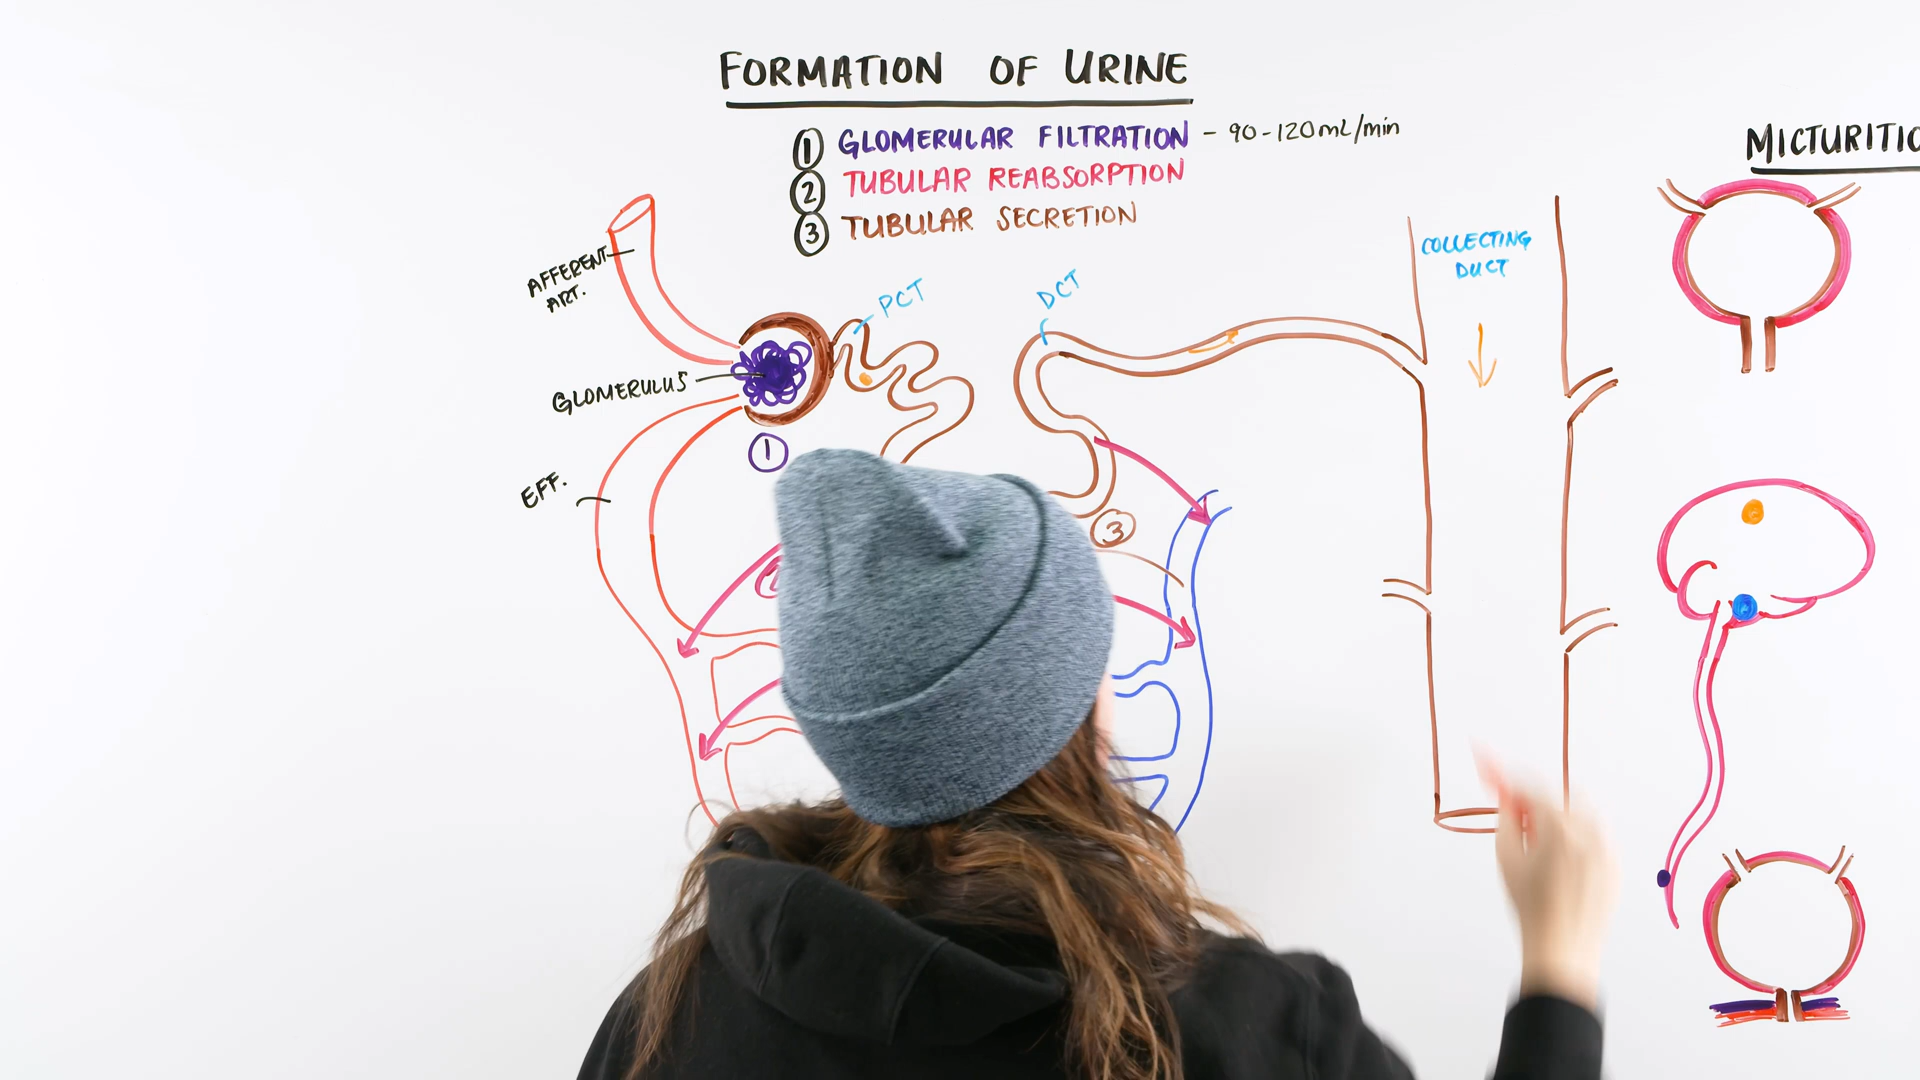 FORMATION OF URINE
① GLOMERULAR FILTRATION - 90-120mL/min
② TUBULAR REABSORPTION
③ TUBULAR SECRETION
MICTURITIO
AFFERENT
ART.
PCT
DCT
COLLECTING
DUCT
GLOMERULUS
①
EFF.
③